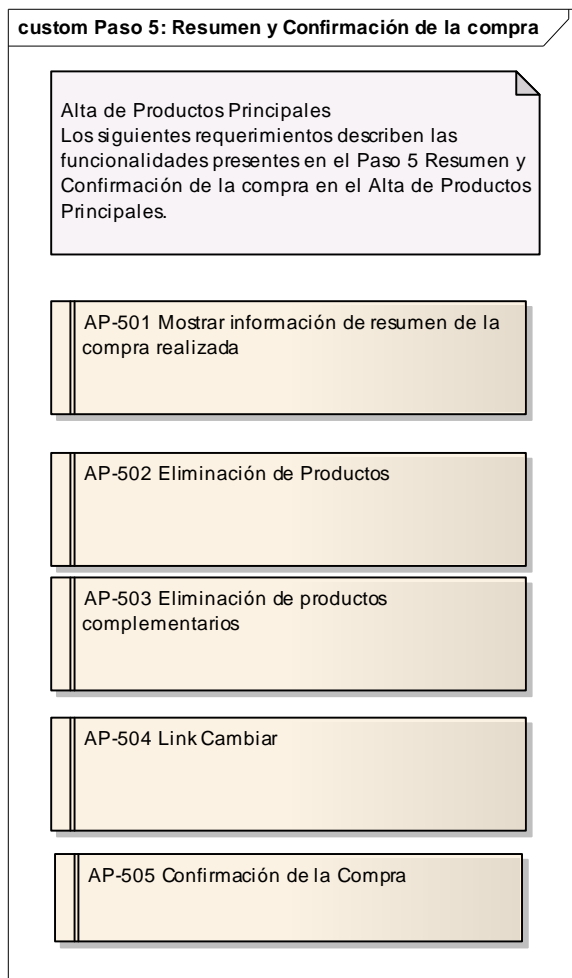 custom Paso 5: Resumen y Confirmación de la compra
Alta de Productos Principales
Los siguientes requerimientos describen las
funcionalidades presentes en el Paso 5 Resumen y
Confirmación de la compra en el Alta de Productos
Principales.
AP-501 Mostrar información de resumen de la
compra realizada
AP-502 Eliminación de Productos
AP-503 Eliminación de productos
complementarios
AP-504 Link Cambiar
AP-505 Confirmación de la Compra